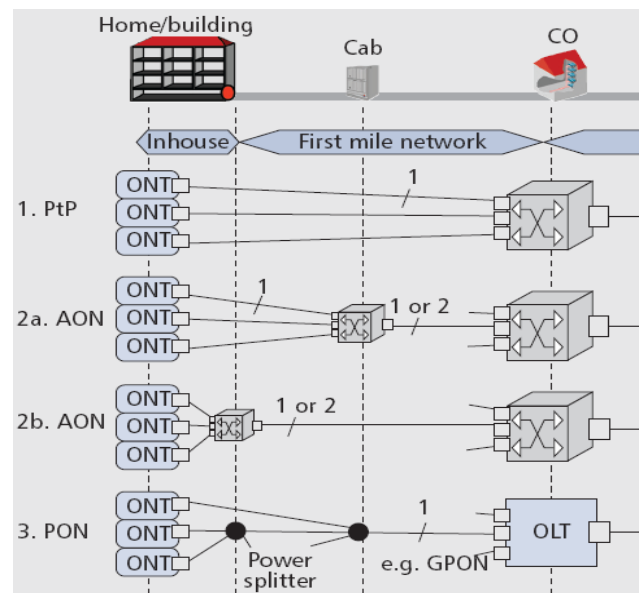 Home/building
Cab
CO
Inhouse
First mile network
1. PtP
ONT
ONT
ONT
1
2a. AON
ONT
ONT
ONT
1
1 or 2
2b. AON
ONT
ONT
ONT
1 or 2
3. PON
ONT
ONT
ONT
Power
splitter
1
e.g. GPON
OLT